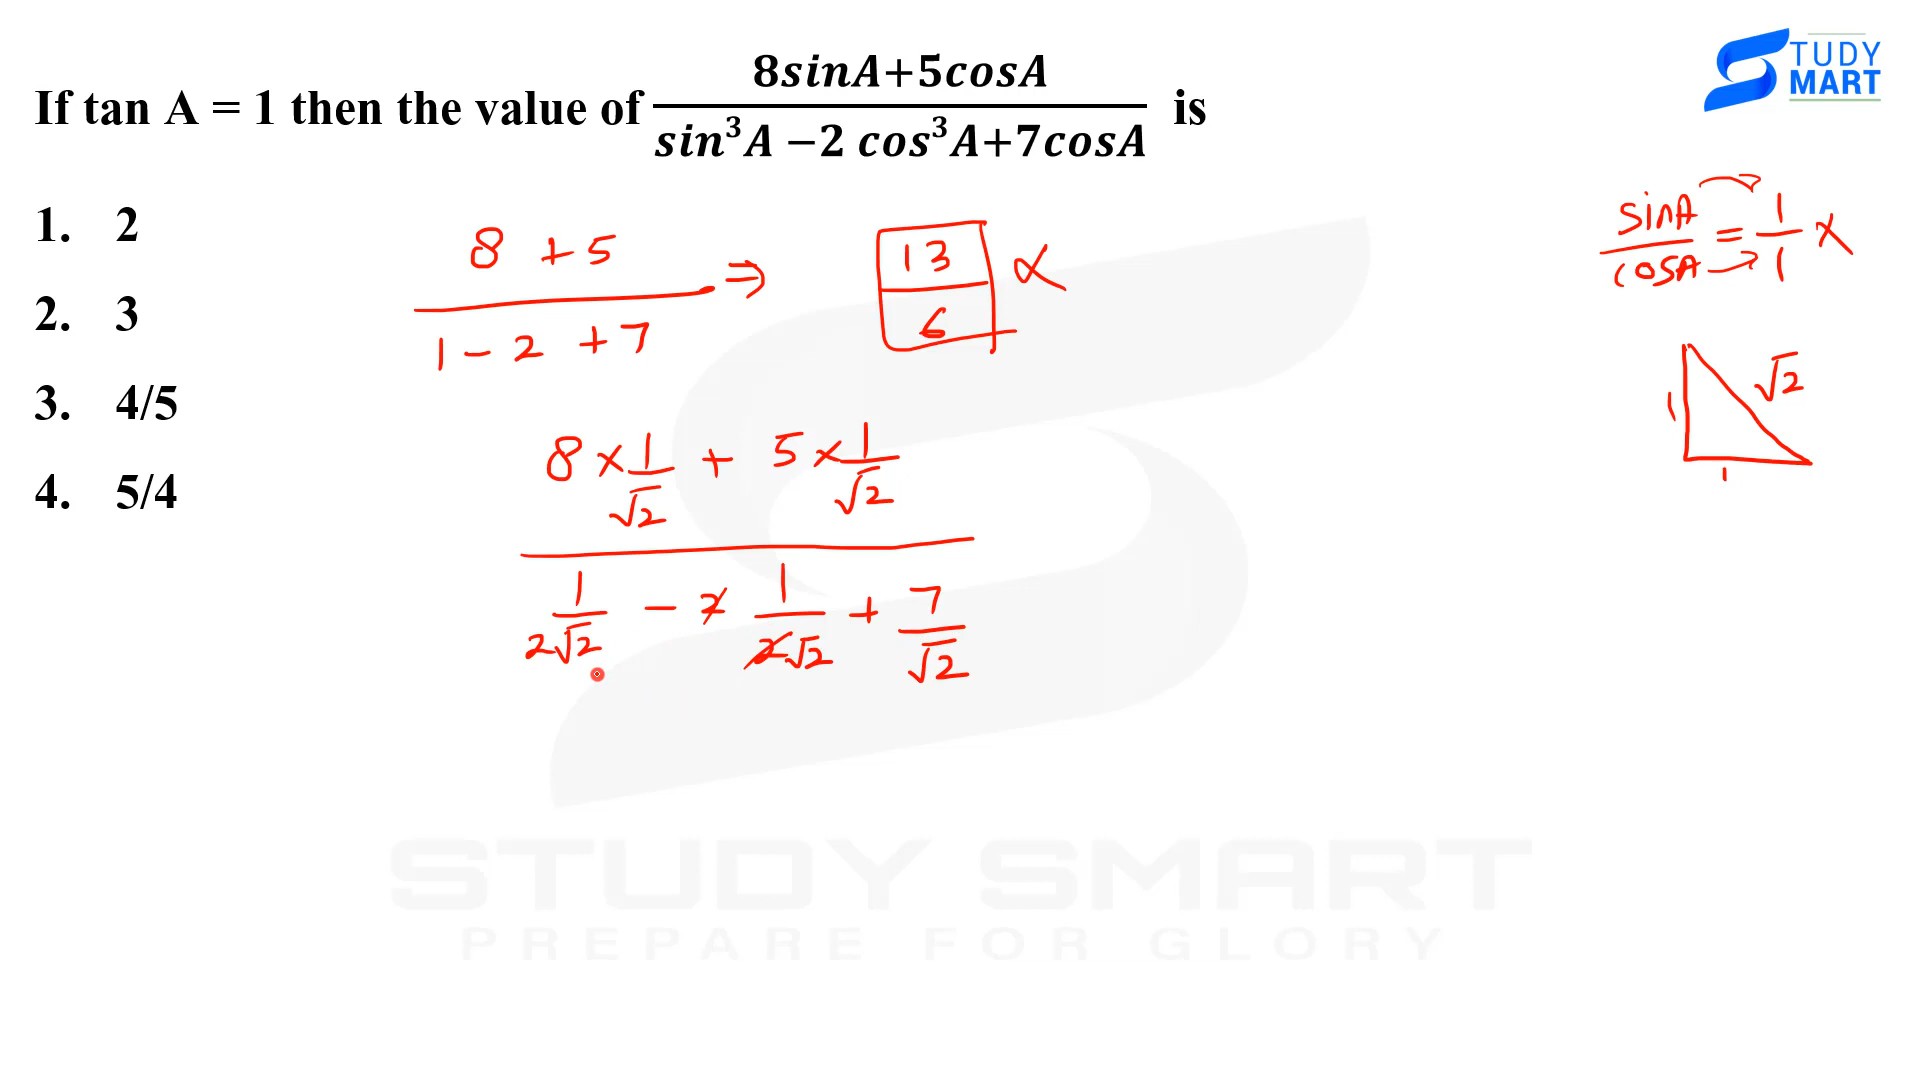 STUDY
MART
If tan A = 1 then the value of (8sinA+5cosA)/(sin³A −2 cos³A+7cosA) is
1. 2
2. 3
3. 4/5
4. 5/4
sinA/cosA = 1/1 ×
(8 + 5)/(1 − 2 + 7) ⇒ 13/6 ×
√2
1
1
8 × 1/√2 + 5 × 1/√2
1/2√2 − 2 1/2√2 + 7/√2
STUDY SMART
PREPARE FOR GLORY